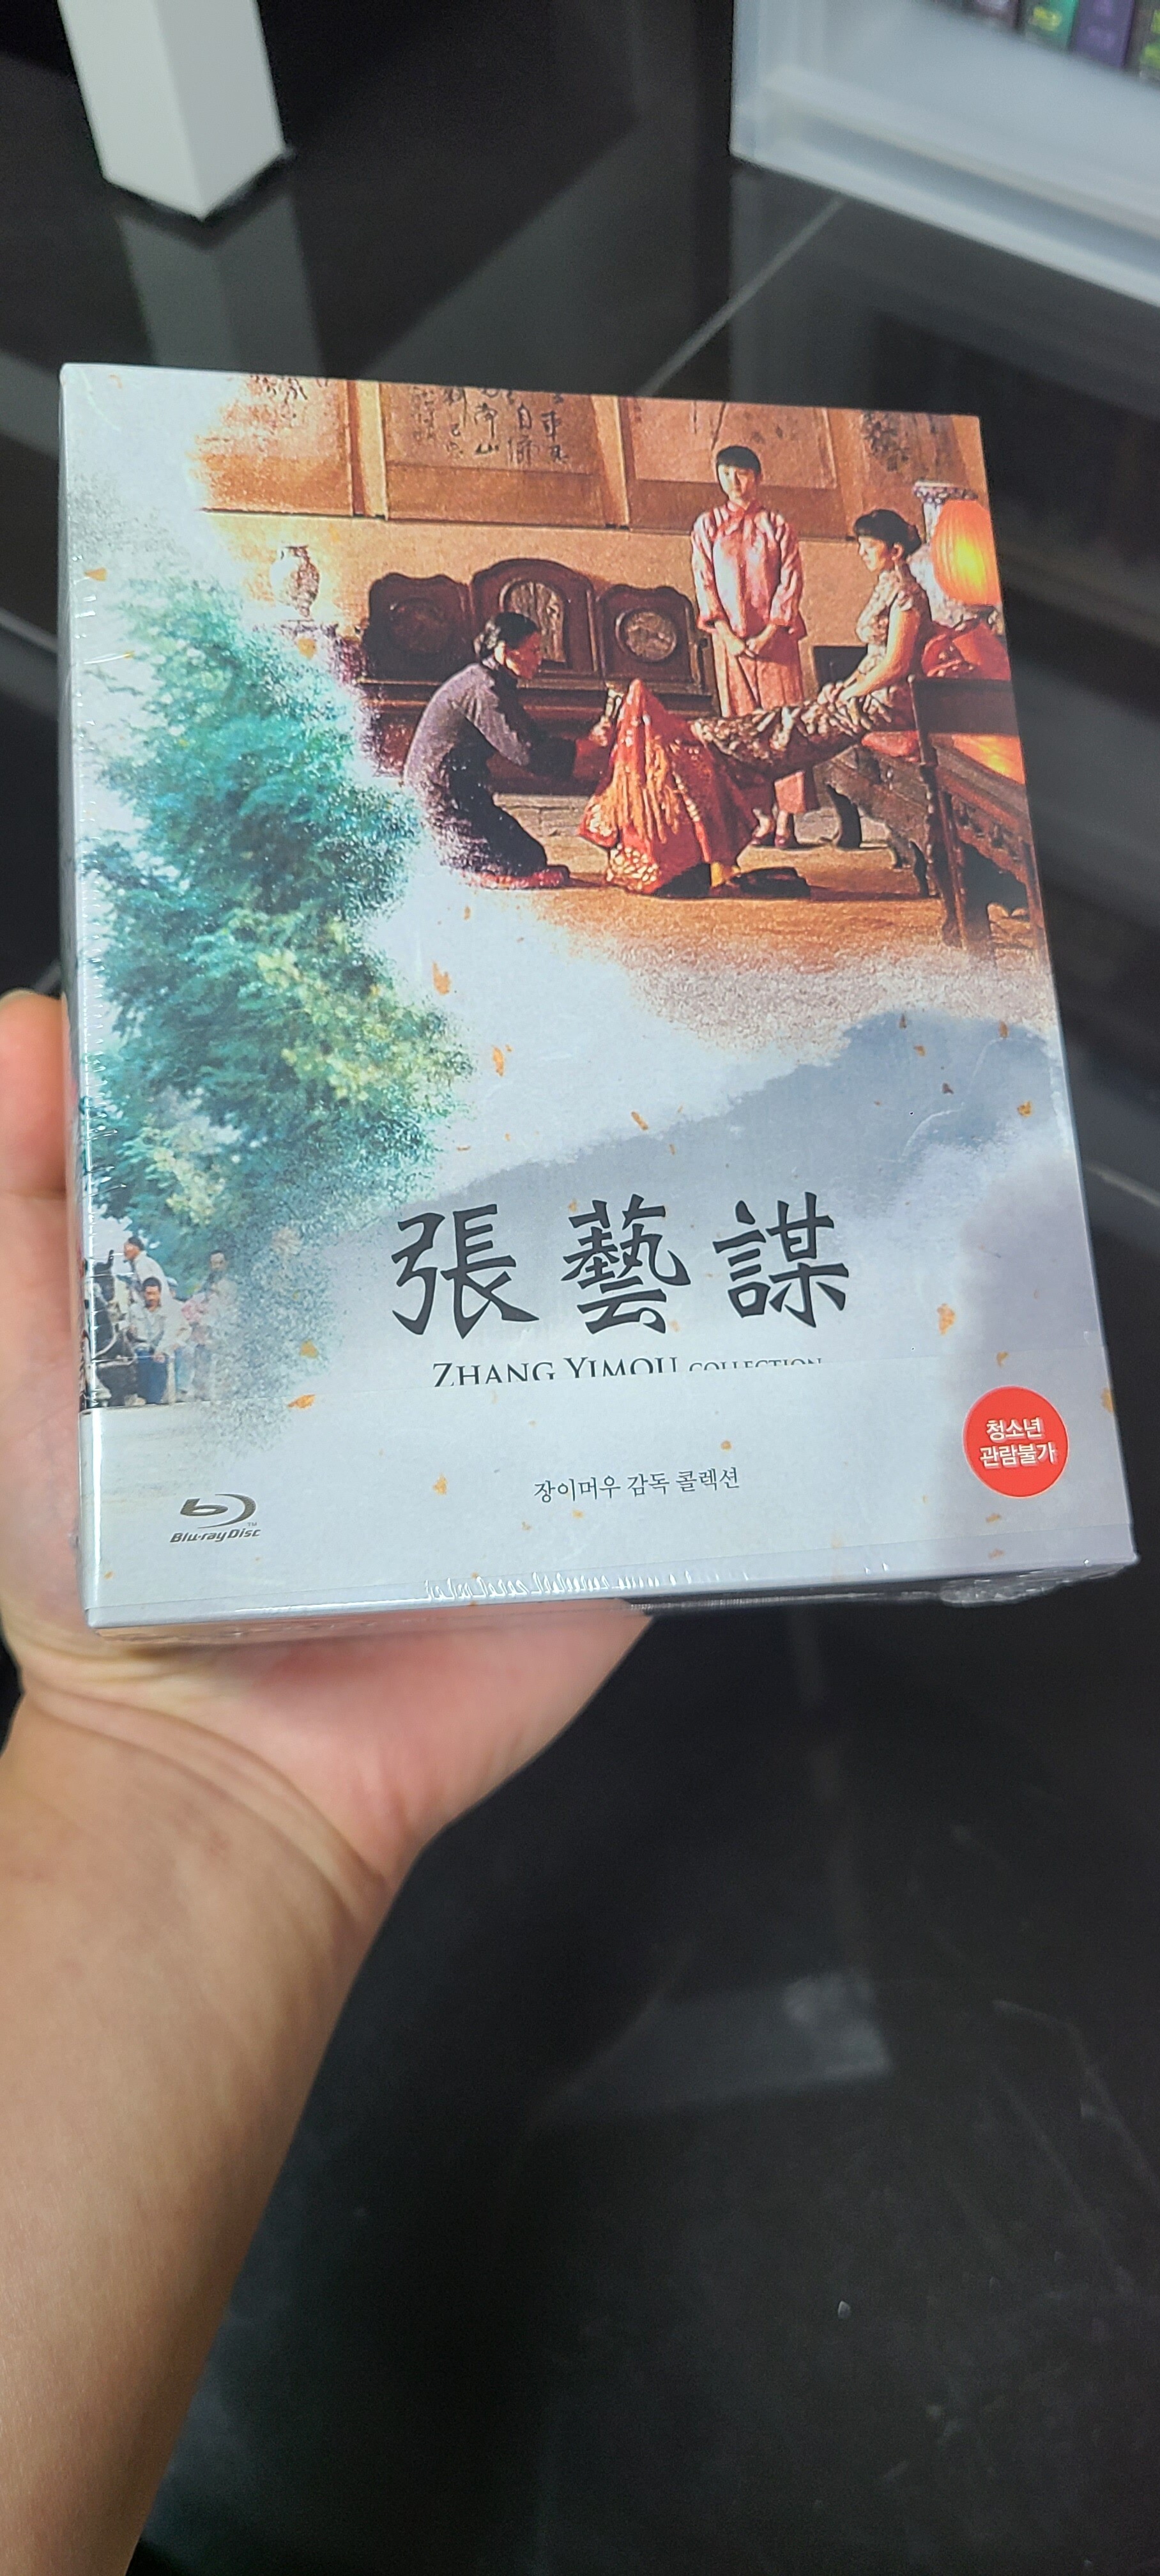 張藝謀
ZHANG YIMOU COLLECTION
청소년
관람불가
장이머우 감독 콜렉션
Blu-ray Disc